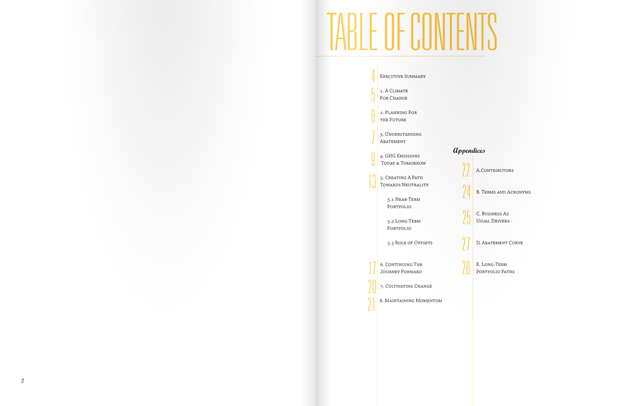 TABLE OF CONTENTS
4 Executive Summary
5 1. A Climate
For Change
6 2. Planning For
the Future
7 3. Understanding
Abatement
9 4. GHG Emissions
Today & Tomorrow
13 5. Creating A Path
Towards Neutrality
5.1 Near-Term
Portfolio
5.2 Long-Term
Portfolio
5.3 Role of Offsets
17 6. Continuing The
Journey Forward
20 7. Cultivating Change
21 8. Maintaining Momentum
Appendices
22 A.Contributors
24 B. Terms and Acronyms
25 C. Business As
Usual Drivers
27 D. Abatement Curve
28 E. Long-Term
Portfolio Paths
2